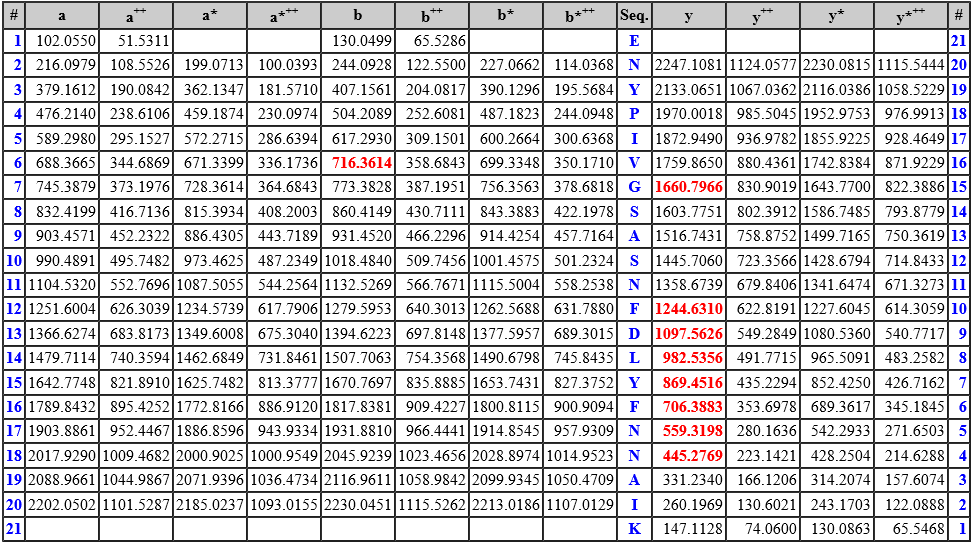 # a a++ a* a*++ b b++ b* b*++ Seq. y y++ y* y*++ #
1 102.0550 51.5311 130.0499 65.5286 E 21
2 216.0979 108.5526 199.0713 100.0393 244.0928 122.5500 227.0662 114.0368 N 2247.1081 1124.0577 2230.0815 1115.5444 20
3 379.1612 190.0842 362.1347 181.5710 407.1561 204.0817 390.1296 195.5684 Y 2133.0651 1067.0362 2116.0386 1058.5229 19
4 476.2140 238.6106 459.1874 230.0974 504.2089 252.6081 487.1823 244.0948 P 1970.0018 985.5045 1952.9753 976.9913 18
5 589.2980 295.1527 572.2715 286.6394 617.2930 309.1501 600.2664 300.6368 I 1872.9490 936.9782 1855.9225 928.4649 17
6 688.3665 344.6869 671.3399 336.1736 716.3614 358.6843 699.3348 350.1710 V 1759.8650 880.4361 1742.8384 871.9229 16
7 745.3879 373.1976 728.3614 364.6843 773.3828 387.1951 756.3563 378.6818 G 1660.7966 830.9019 1643.7700 822.3886 15
8 832.4199 416.7136 815.3934 408.2003 860.4149 430.7111 843.3883 422.1978 S 1603.7751 802.3912 1586.7485 793.8779 14
9 903.4571 452.2322 886.4305 443.7189 931.4520 466.2296 914.4254 457.7164 A 1516.7431 758.8752 1499.7165 750.3619 13
10 990.4891 495.7482 973.4625 487.2349 1018.4840 509.7456 1001.4575 501.2324 S 1445.7060 723.3566 1428.6794 714.8433 12
11 1104.5320 552.7696 1087.5055 544.2564 1132.5269 566.7671 1115.5004 558.2538 N 1358.6739 679.8406 1341.6474 671.3273 11
12 1251.6004 626.3039 1234.5739 617.7906 1279.5953 640.3013 1262.5688 631.7880 F 1244.6310 622.8191 1227.6045 614.3059 10
13 1366.6274 683.8173 1349.6008 675.3040 1394.6223 697.8148 1377.5957 689.3015 D 1097.5626 549.2849 1080.5360 540.7717 9
14 1479.7114 740.3594 1462.6849 731.8461 1507.7063 754.3568 1490.6798 745.8435 L 982.5356 491.7715 965.5091 483.2582 8
15 1642.7748 821.8910 1625.7482 813.3777 1670.7697 835.8885 1653.7431 827.3752 Y 869.4516 435.2294 852.4250 426.7162 7
16 1789.8432 895.4252 1772.8166 886.9120 1817.8381 909.4227 1800.8115 900.9094 F 706.3883 353.6978 689.3617 345.1845 6
17 1903.8861 952.4467 1886.8596 943.9334 1931.8810 966.4441 1914.8545 957.9309 N 559.3198 280.1636 542.2933 271.6503 5
18 2017.9290 1009.4682 2000.9025 1000.9549 2045.9239 1023.4656 2028.8974 1014.9523 N 445.2769 223.1421 428.2504 214.6288 4
19 2088.9661 1044.9867 2071.9396 1036.4734 2116.9611 1058.9842 2099.9345 1050.4709 A 331.2340 166.1206 314.2074 157.6074 3
20 2202.0502 1101.5287 2185.0237 1093.0155 2230.0451 1115.5262 2213.0186 1107.0129 I 260.1969 130.6021 243.1703 122.0888 2
21 K 147.1128 74.0600 130.0863 65.5468 1